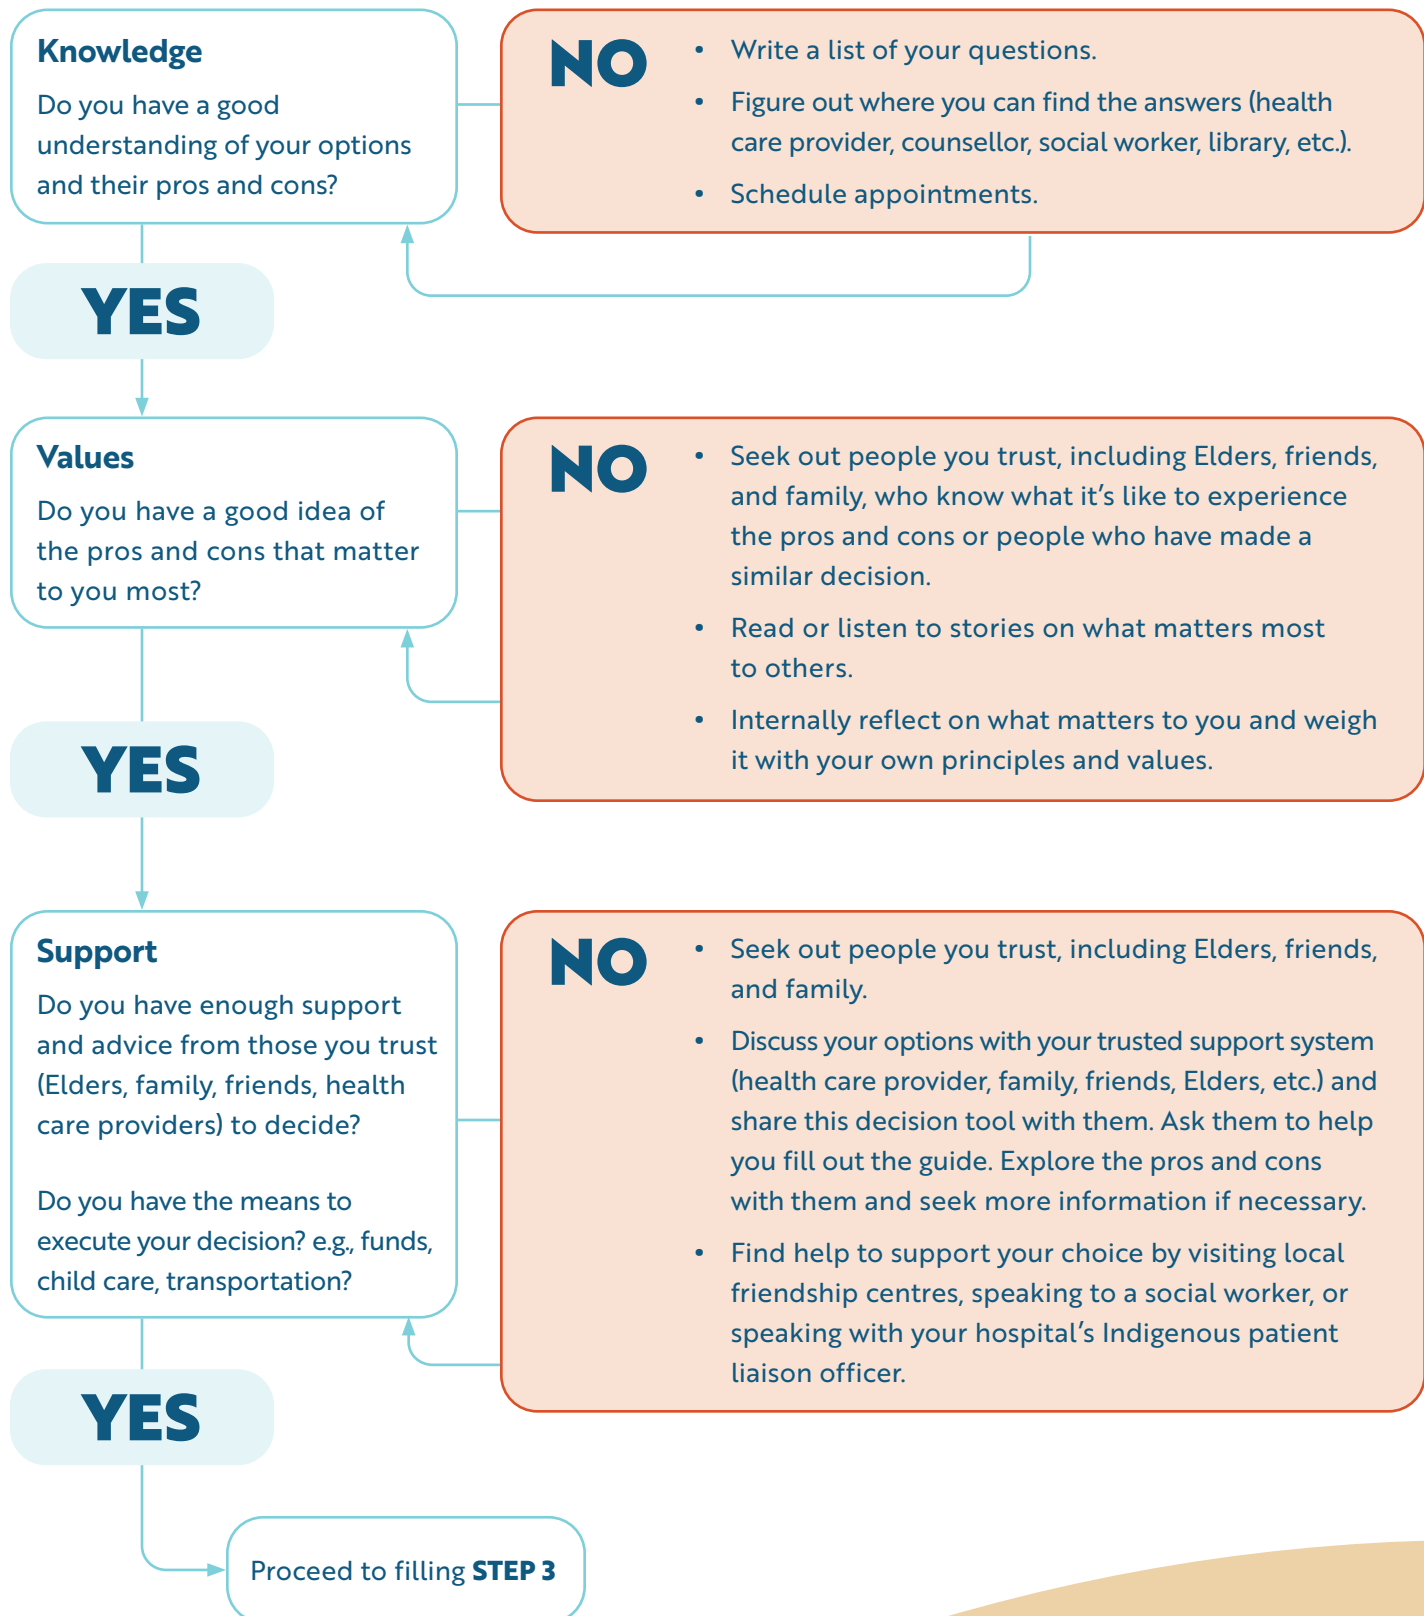 Knowledge
Do you have a good
understanding of your options
and their pros and cons?
NO
• Write a list of your questions.
• Figure out where you can find the answers (health
care provider, counsellor, social worker, library, etc.).
• Schedule appointments.
YES
Values
Do you have a good idea of
the pros and cons that matter
to you most?
NO
• Seek out people you trust, including Elders, friends,
and family, who know what it’s like to experience
the pros and cons or people who have made a
similar decision.
• Read or listen to stories on what matters most
to others.
• Internally reflect on what matters to you and weigh
it with your own principles and values.
YES
Support
Do you have enough support
and advice from those you trust
(Elders, family, friends, health
care providers) to decide?
Do you have the means to
execute your decision? e.g., funds,
child care, transportation?
NO
• Seek out people you trust, including Elders, friends,
and family.
• Discuss your options with your trusted support system
(health care provider, family, friends, Elders, etc.) and
share this decision tool with them. Ask them to help
you fill out the guide. Explore the pros and cons
with them and seek more information if necessary.
• Find help to support your choice by visiting local
friendship centres, speaking to a social worker, or
speaking with your hospital’s Indigenous patient
liaison officer.
YES
Proceed to filling STEP 3